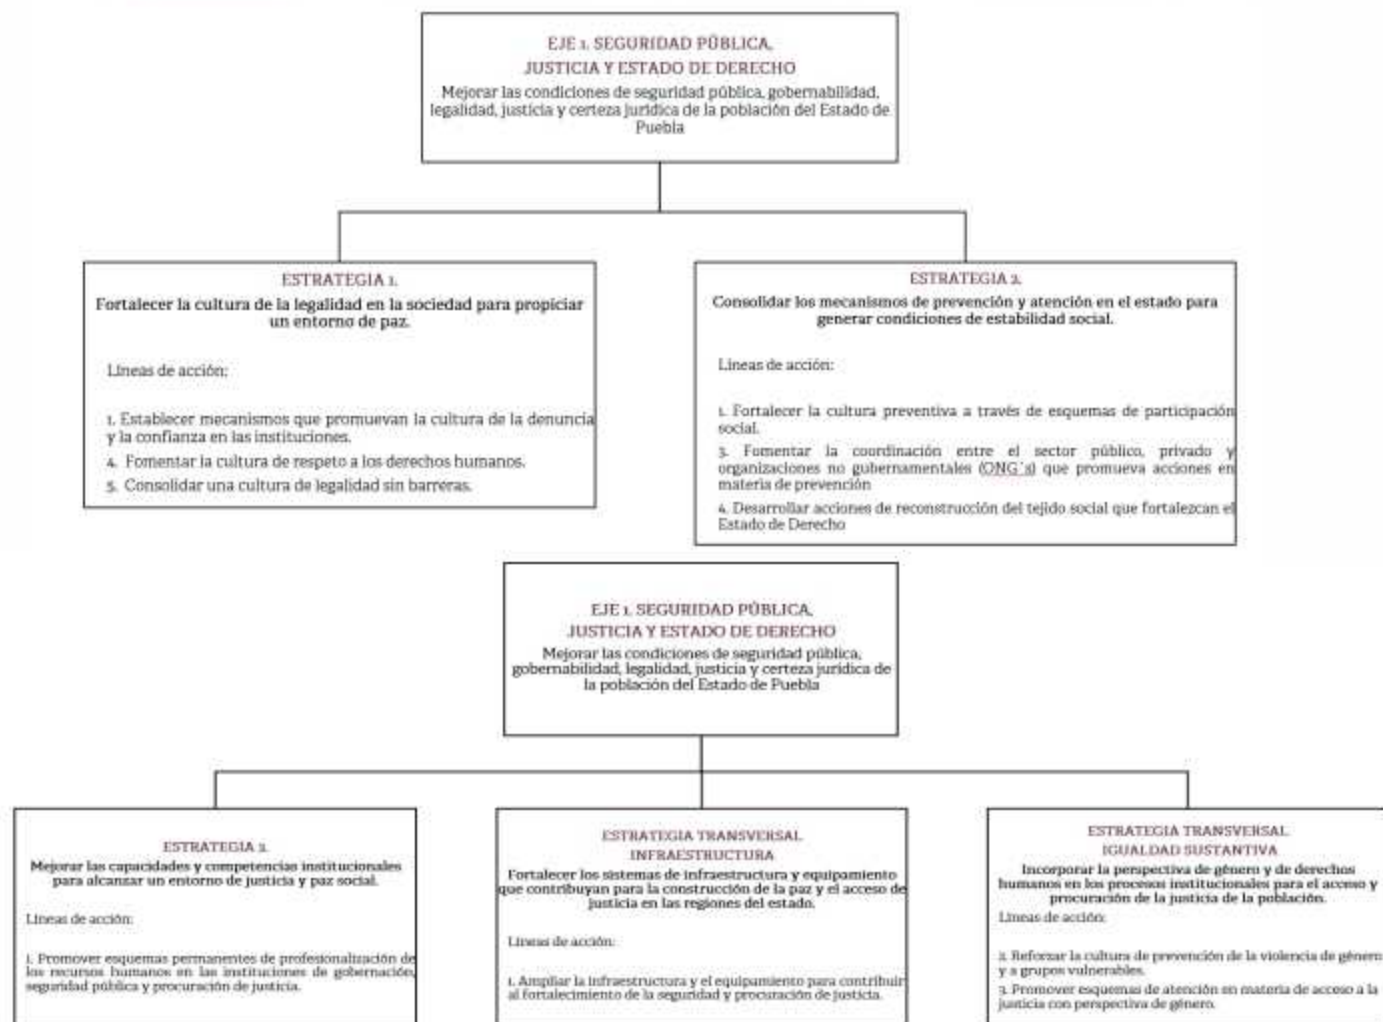 EJE 1. SEGURIDAD PÚBLICA,
JUSTICIA Y ESTADO DE DERECHO
Mejorar las condiciones de seguridad pública, gobernabilidad,
legalidad, justicia y certeza jurídica de la población del Estado de
Puebla
ESTRATEGIA 1.
Fortalecer la cultura de la legalidad en la sociedad para propiciar
un entorno de paz.
Líneas de acción:
1. Establecer mecanismos que promuevan la cultura de la denuncia
y la confianza en las instituciones.
4. Fomentar la cultura de respeto a los derechos humanos.
5. Consolidar una cultura de legalidad sin barreras.
ESTRATEGIA 2.
Consolidar los mecanismos de prevención y atención en el estado para
generar condiciones de estabilidad social.
Líneas de acción:
1. Fortalecer la cultura preventiva a través de esquemas de participación
social.
3. Fomentar la coordinación entre el sector público, privado y
organizaciones no gubernamentales (ONG´s) que promueva acciones en
materia de prevención
4. Desarrollar acciones de reconstrucción del tejido social que fortalezcan el
Estado de Derecho
EJE 1. SEGURIDAD PÚBLICA,
JUSTICIA Y ESTADO DE DERECHO
Mejorar las condiciones de seguridad pública,
gobernabilidad, legalidad, justicia y certeza jurídica de
la población del Estado de Puebla
ESTRATEGIA 3.
Mejorar las capacidades y competencias institucionales
para alcanzar un entorno de justicia y paz social.
Líneas de acción:
1. Promover esquemas permanentes de profesionalización de
los recursos humanos en las instituciones de gobernación,
seguridad pública y procuración de justicia.
ESTRATEGIA TRANSVERSAL
INFRAESTRUCTURA
Fortalecer los sistemas de infraestructura y equipamiento
que contribuyan para la construcción de la paz y el acceso de
justicia en las regiones del estado.
Líneas de acción:
1. Ampliar la infraestructura y el equipamiento para contribuir
al fortalecimiento de la seguridad y procuración de justicia.
ESTRATEGIA TRANSVERSAL
IGUALDAD SUSTANTIVA
Incorporar la perspectiva de género y de derechos
humanos en los procesos institucionales para el acceso y
procuración de la justicia de la población.
Líneas de acción:
2. Reforzar la cultura de prevención de la violencia de género
y a grupos vulnerables.
3. Promover esquemas de atención en materia de acceso a la
justicia con perspectiva de género.